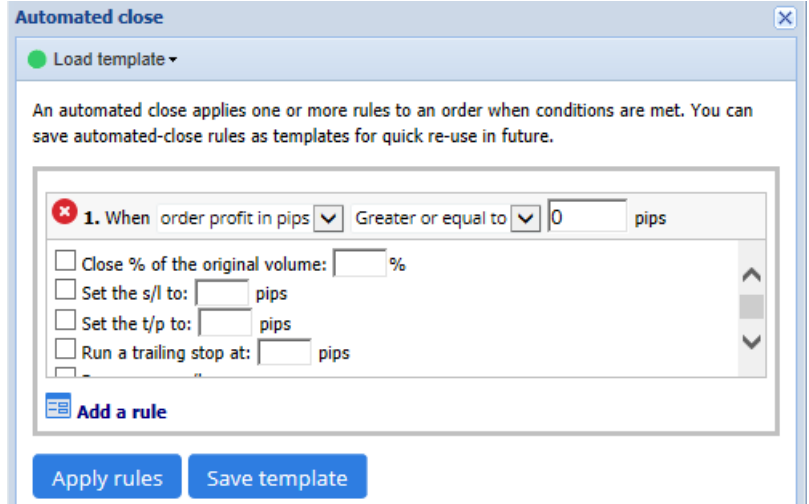 Automated close
Load template
An automated close applies one or more rules to an order when conditions are met. You can
save automated-close rules as templates for quick re-use in future.
1. When order profit in pips Greater or equal to 0 pips
Close % of the original volume: %
Set the s/l to: pips
Set the t/p to: pips
Run a trailing stop at: pips
Add a rule
Apply rules Save template